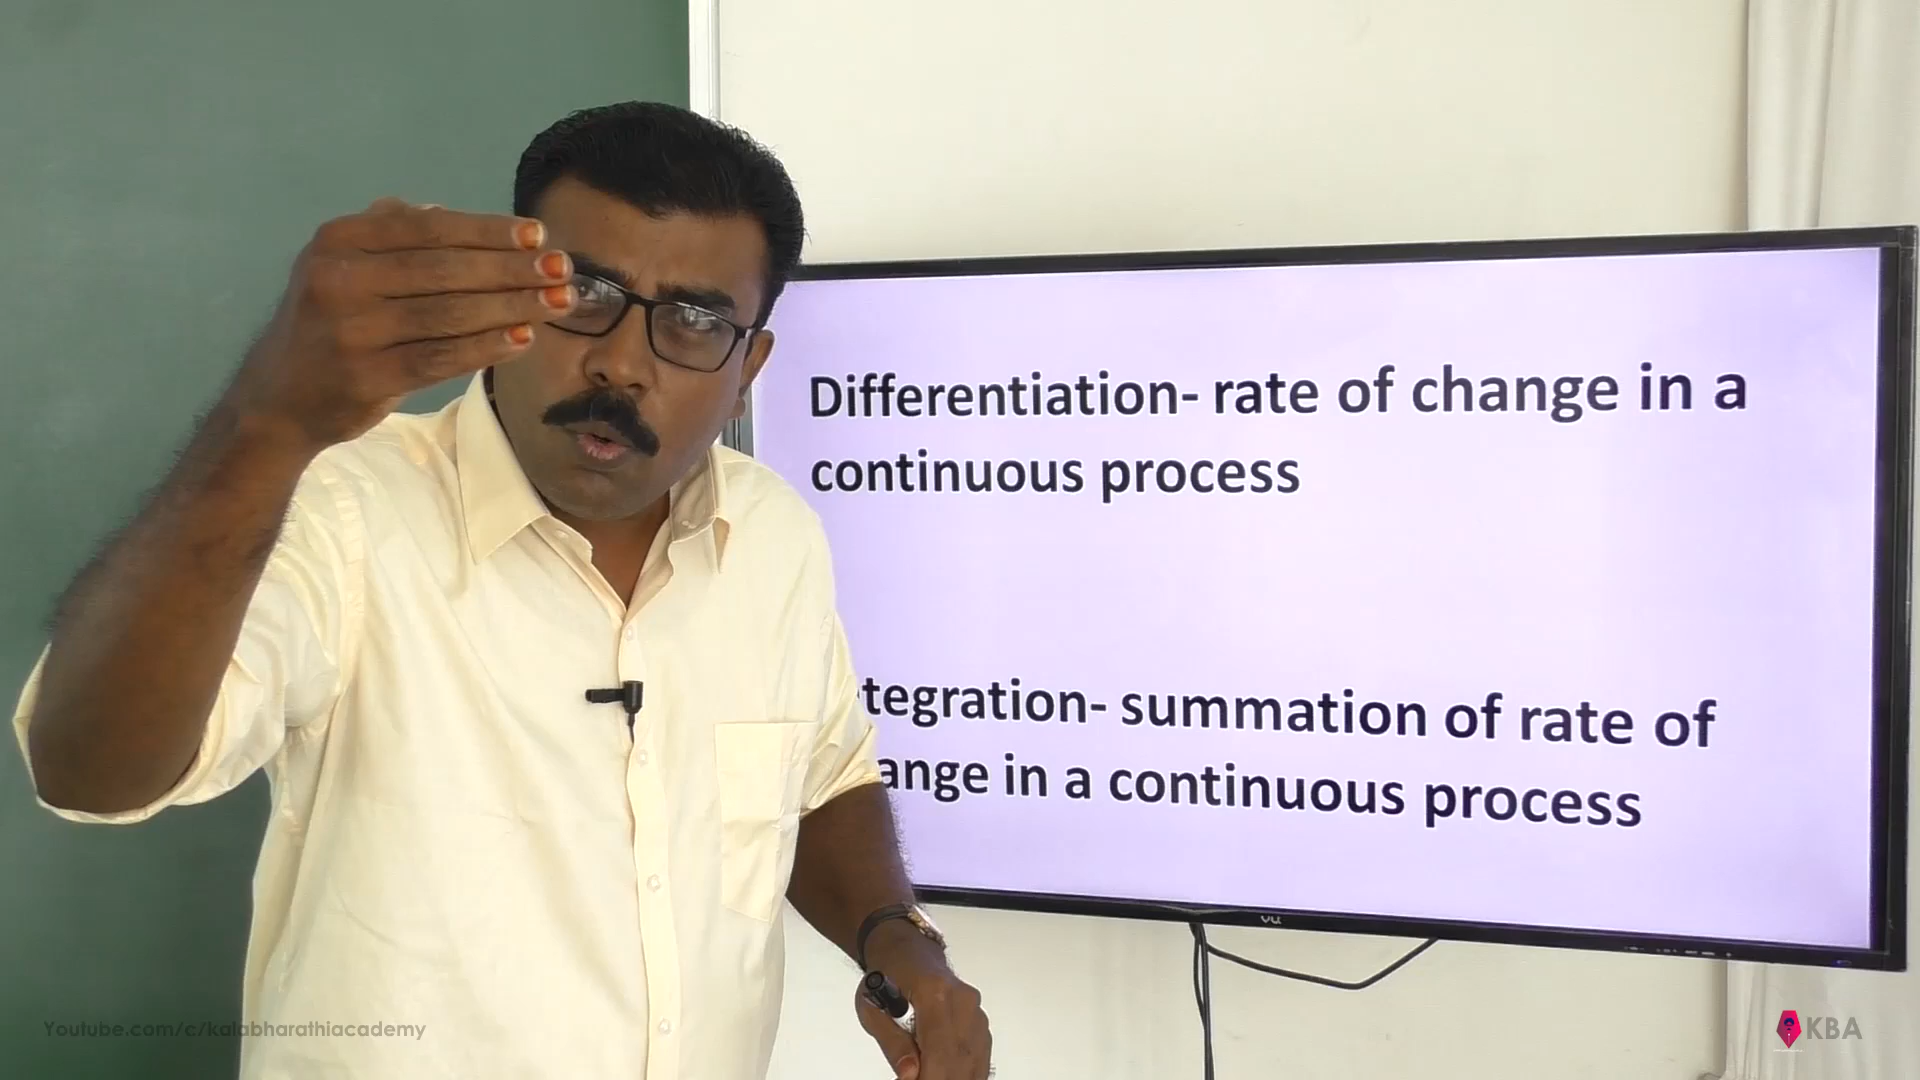 Differentiation- rate of change in a
continuous process
tegration- summation of rate of
ange in a continuous process
vu
Youtube.com/c/kalabharathiacademy
KBA